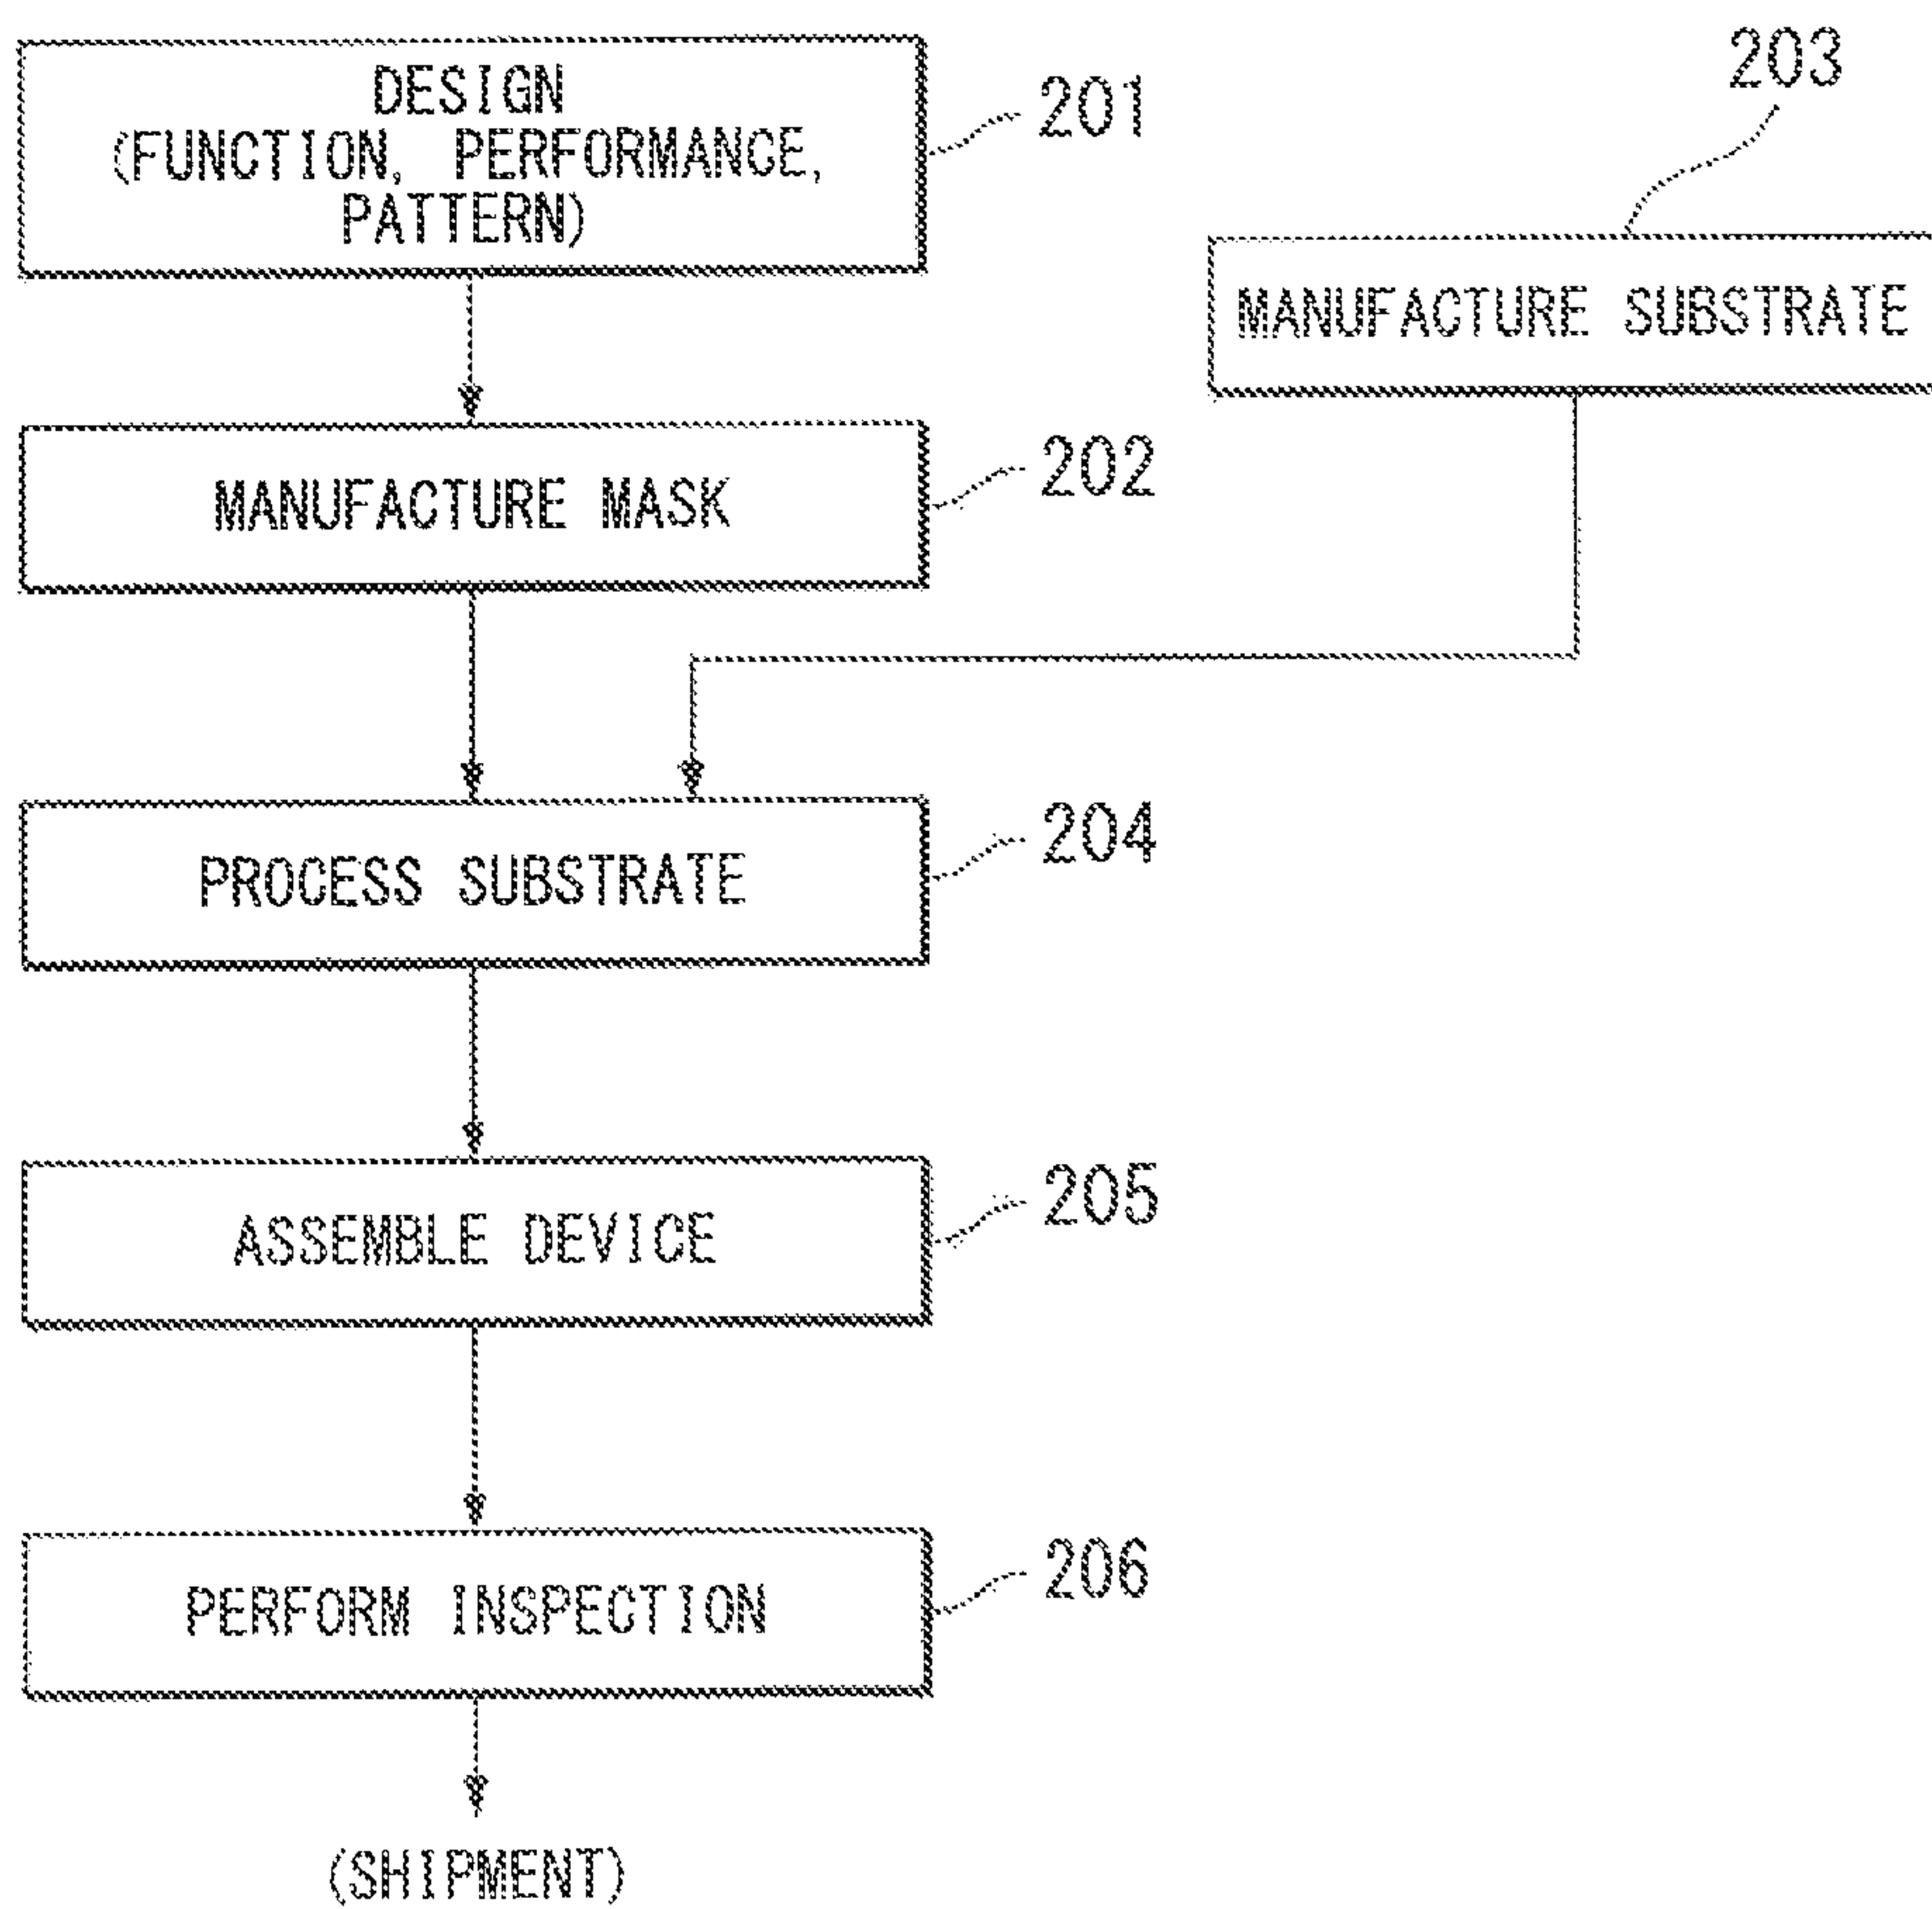 DESIGN
(FUNCTION, PERFORMANCE,
PATTERN)
201
203
MANUFACTURE SUBSTRATE
MANUFACTURE MASK
202
PROCESS SUBSTRATE
204
ASSEMBLE DEVICE
205
PERFORM INSPECTION
206
(SHIPMENT)